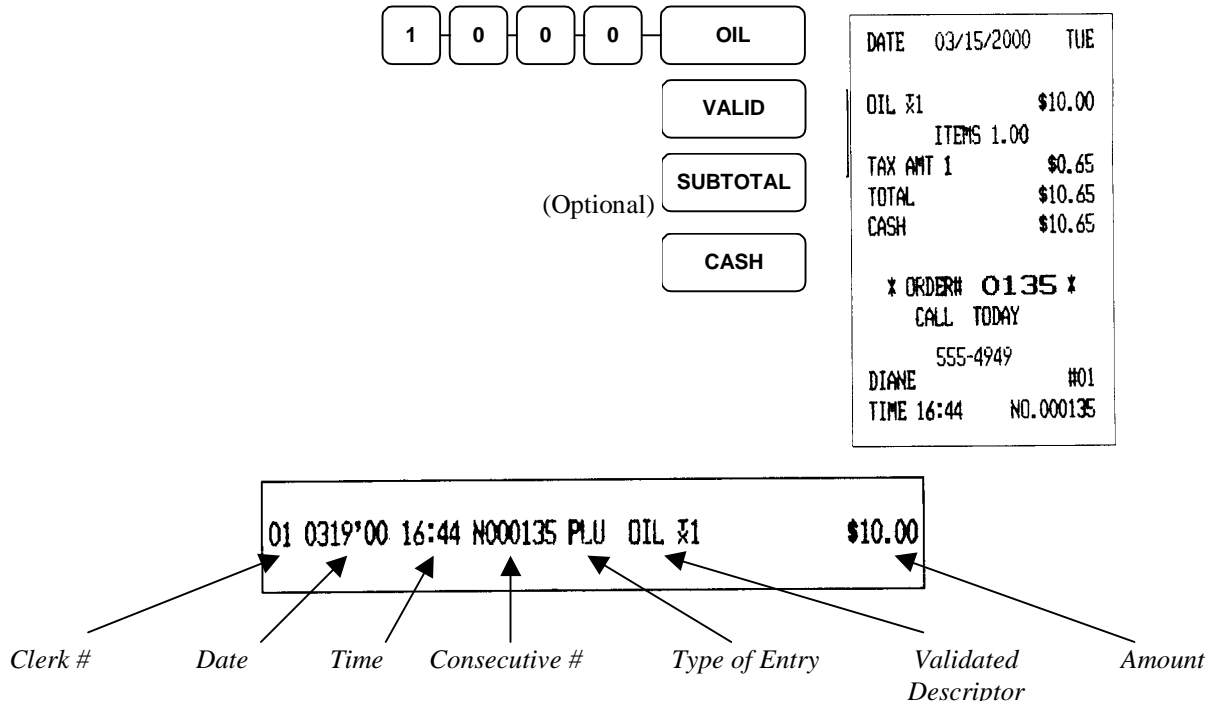 1 0 0 0 OIL
VALID
(Optional) SUBTOTAL
CASH
DATE 03/15/2000 TUE
OIL TX1 $10.00
ITEMS 1.00
TAX AMT 1 $0.65
TOTAL $10.65
CASH $10.65
* ORDER# 0135 *
CALL TODAY
555-4949
DIANE #01
TIME 16:44 NO.000135
01 0319'00 16:44 N000135 PLU OIL TX1 $10.00
Clerk # Date Time Consecutive # Type of Entry Validated Amount
Descriptor